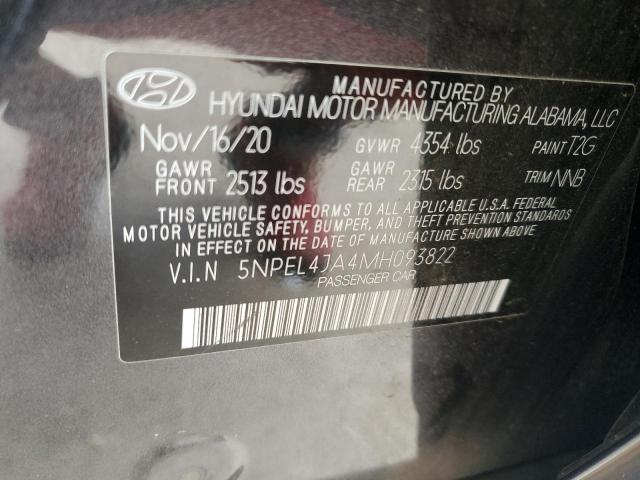 MANUFACTURED BY
HYUNDAI MOTOR MANUFACTURING ALABAMA, LLC
Nov/16/20 GVWR 4354 lbs PAINT T2G
GAWR FRONT 2513 lbs GAWR REAR 2315 lbs TRIM NNB
THIS VEHICLE CONFORMS TO ALL APPLICABLE U.S.A. FEDERAL
MOTOR VEHICLE SAFETY, BUMPER, AND THEFT PREVENTION STANDARDS
IN EFFECT ON THE DATE OF MANUFACTURE SHOWN ABOVE.
V.I.N 5NPEL4JA4MH093822
PASSENGER CAR